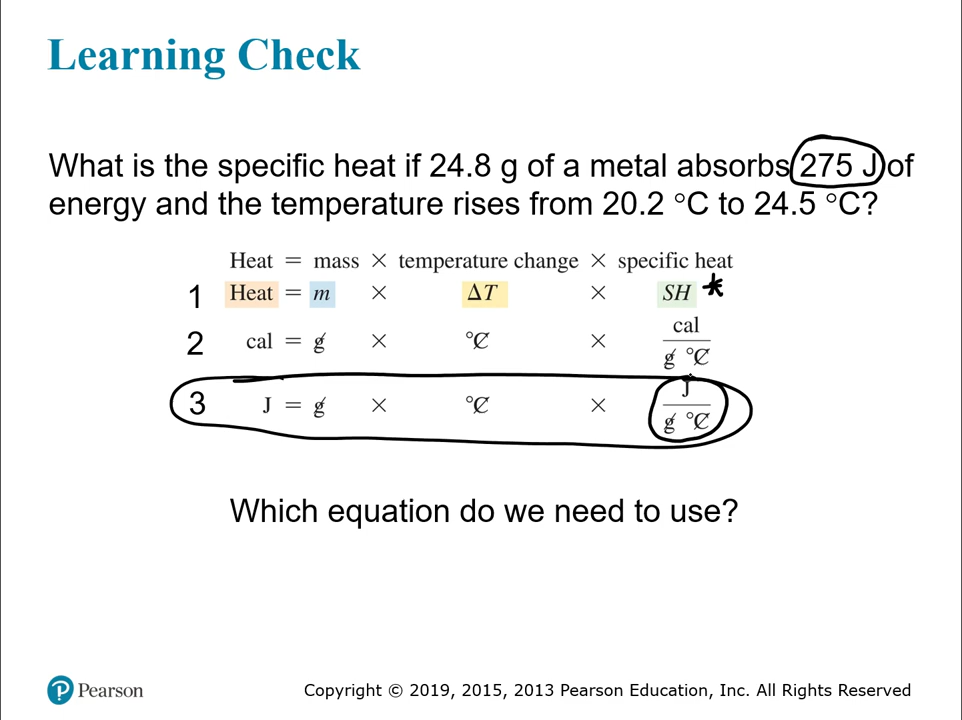 Learning Check
What is the specific heat if 24.8 g of a metal absorbs 275 J of
energy and the temperature rises from 20.2 °C to 24.5 °C?
Heat = mass × temperature change × specific heat
1 Heat = m × ΔT × SH *
2 cal = g × °C × cal / g °C
3 J = g × °C × J / g °C
Which equation do we need to use?
P Pearson
Copyright © 2019, 2015, 2013 Pearson Education, Inc. All Rights Reserved